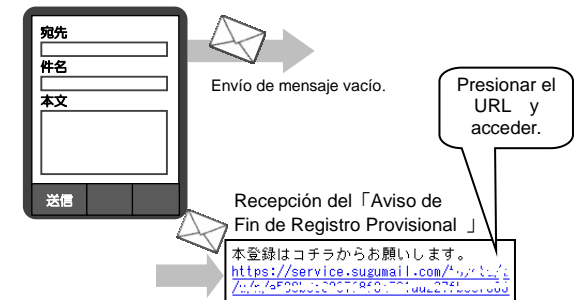 宛先
件名
本文
送信
Envío de mensaje vacío.
Presionar el
URL y
acceder.
Recepción del「Aviso de
Fin de Registro Provisional 」
本登録はコチラからお願いします。
https://service.sugumail.com/